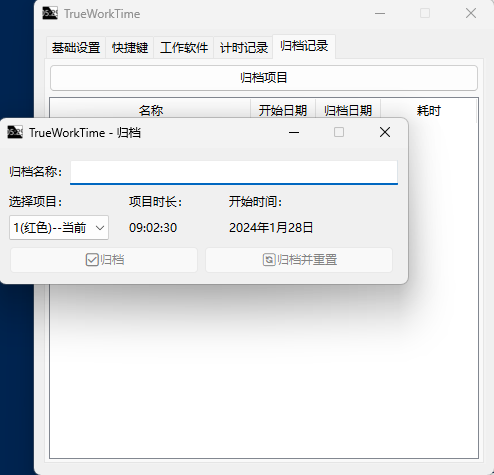 TrueWorkTime
基础设置 快捷键 工作软件 计时记录 归档记录
归档项目
名称 开始日期 归档日期 耗时
TrueWorkTime - 归档
归档名称：
选择项目： 项目时长： 开始时间：
1(红色)--当前 09:02:30 2024年1月28日
归档 归档并重置